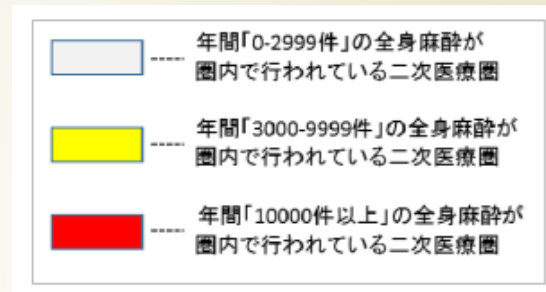 年間「0-2999件」の全身麻酔が
圏内で行われている二次医療圏
年間「3000-9999件」の全身麻酔が
圏内で行われている二次医療圏
年間「10000件以上」の全身麻酔が
圏内で行われている二次医療圏